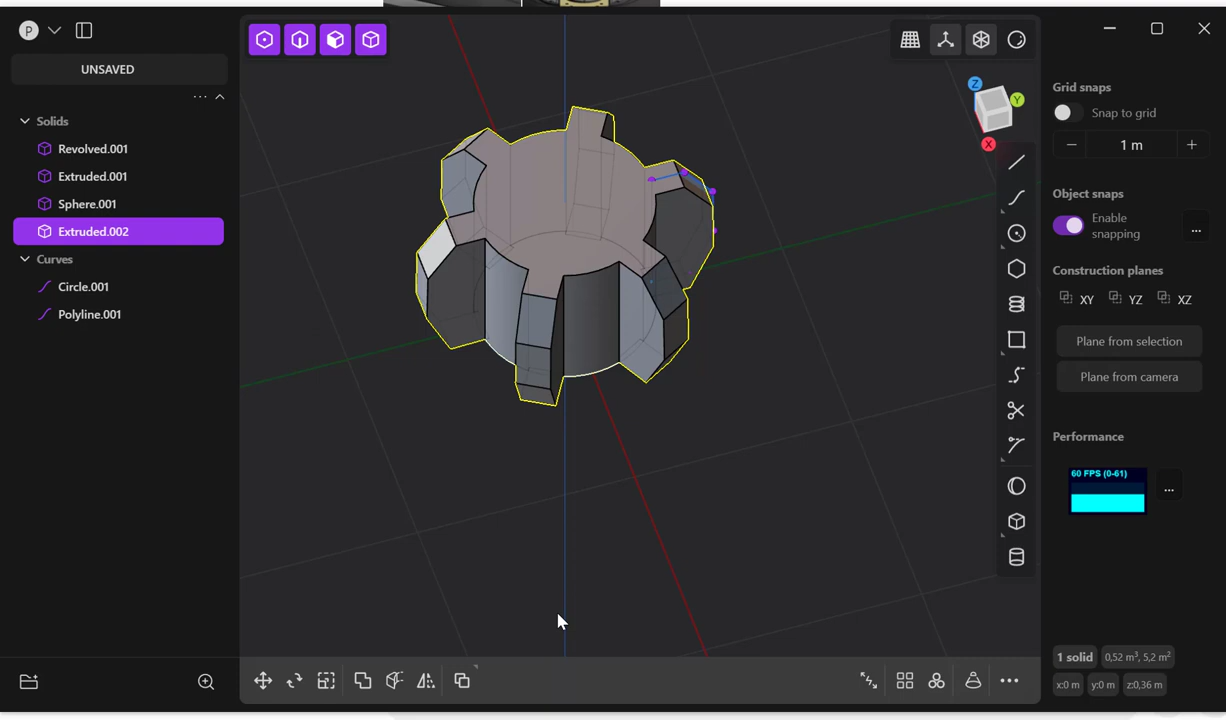 P
UNSAVED
Solids
Revolved.001
Extruded.001
Sphere.001
Extruded.002
Curves
Circle.001
Polyline.001
Z
Y
X
Grid snaps
Snap to grid
1 m
Object snaps
Enable
snapping
...
Construction planes
XY YZ XZ
Plane from selection
Plane from camera
Performance
60 FPS (0-61)
...
1 solid 0,52 m³, 5,2 m²
x:0 m y:0 m z:0,36 m